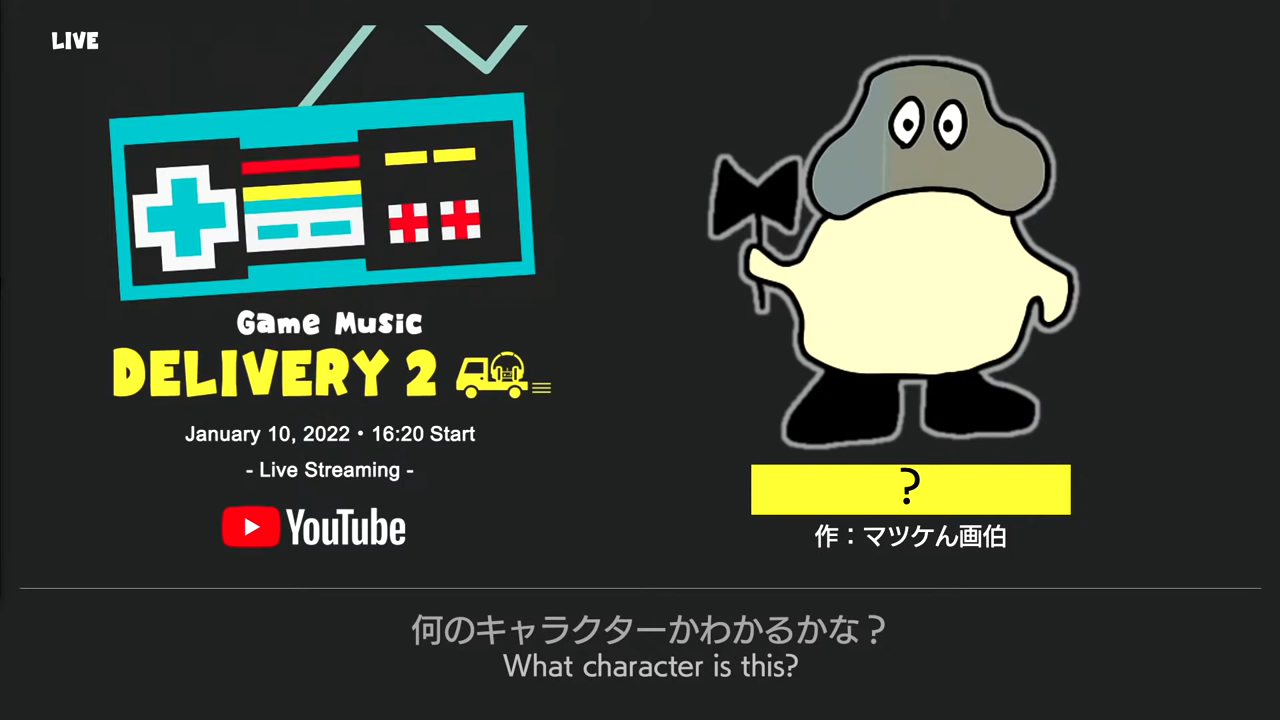 LIVE
Game Music
DELIVERY 2
January 10, 2022・16:20 Start
- Live Streaming -
YouTube
?
作：マツケん画伯
何のキャラクターかわかるかな？
What character is this?